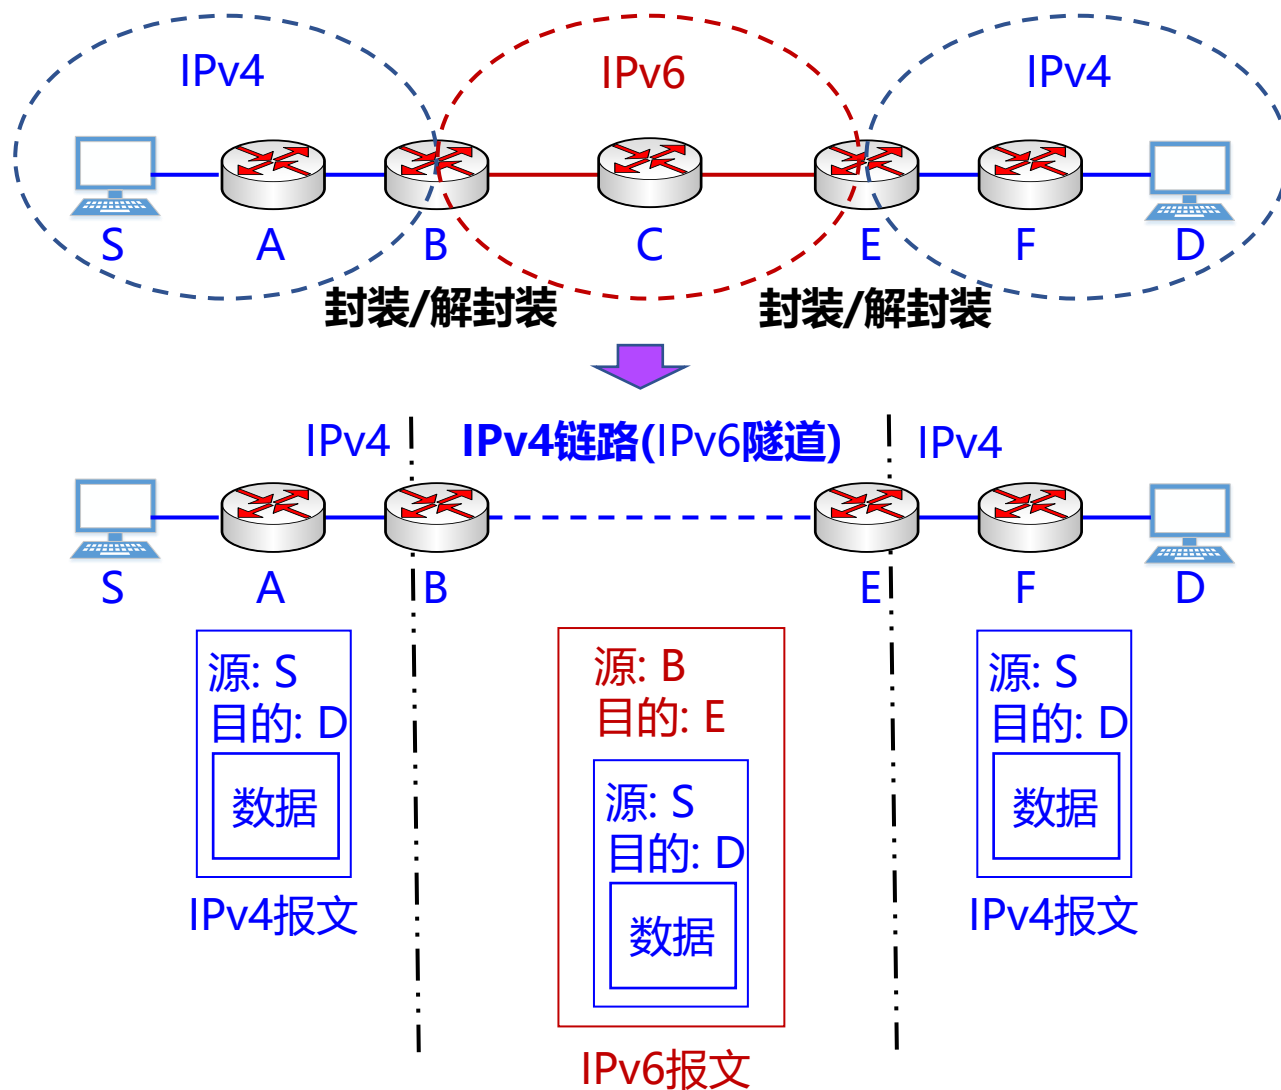 IPv4
IPv6
IPv4
S
A
B
C
E
F
D
封装/解封装
封装/解封装
IPv4
IPv4链路(IPv6隧道)
IPv4
S
A
B
E
F
D
源: S
目的: D
数据
IPv4报文
源: B
目的: E
源: S
目的: D
数据
IPv6报文
源: S
目的: D
数据
IPv4报文